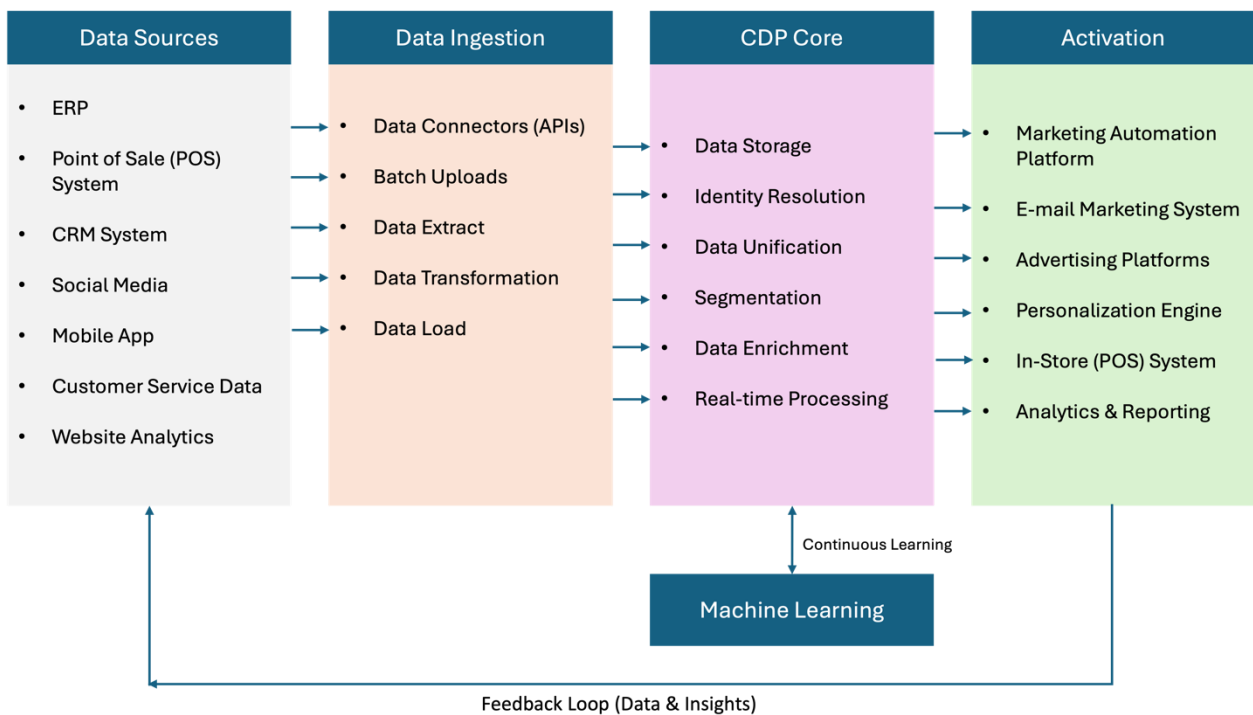 Data Sources
• ERP
• Point of Sale (POS)
System
• CRM System
• Social Media
• Mobile App
• Customer Service Data
• Website Analytics
Data Ingestion
• Data Connectors (APIs)
• Batch Uploads
• Data Extract
• Data Transformation
• Data Load
CDP Core
• Data Storage
• Identity Resolution
• Data Unification
• Segmentation
• Data Enrichment
• Real-time Processing
Activation
• Marketing Automation
Platform
• E-mail Marketing System
• Advertising Platforms
• Personalization Engine
• In-Store (POS) System
• Analytics & Reporting
Continuous Learning
Machine Learning
Feedback Loop (Data & Insights)